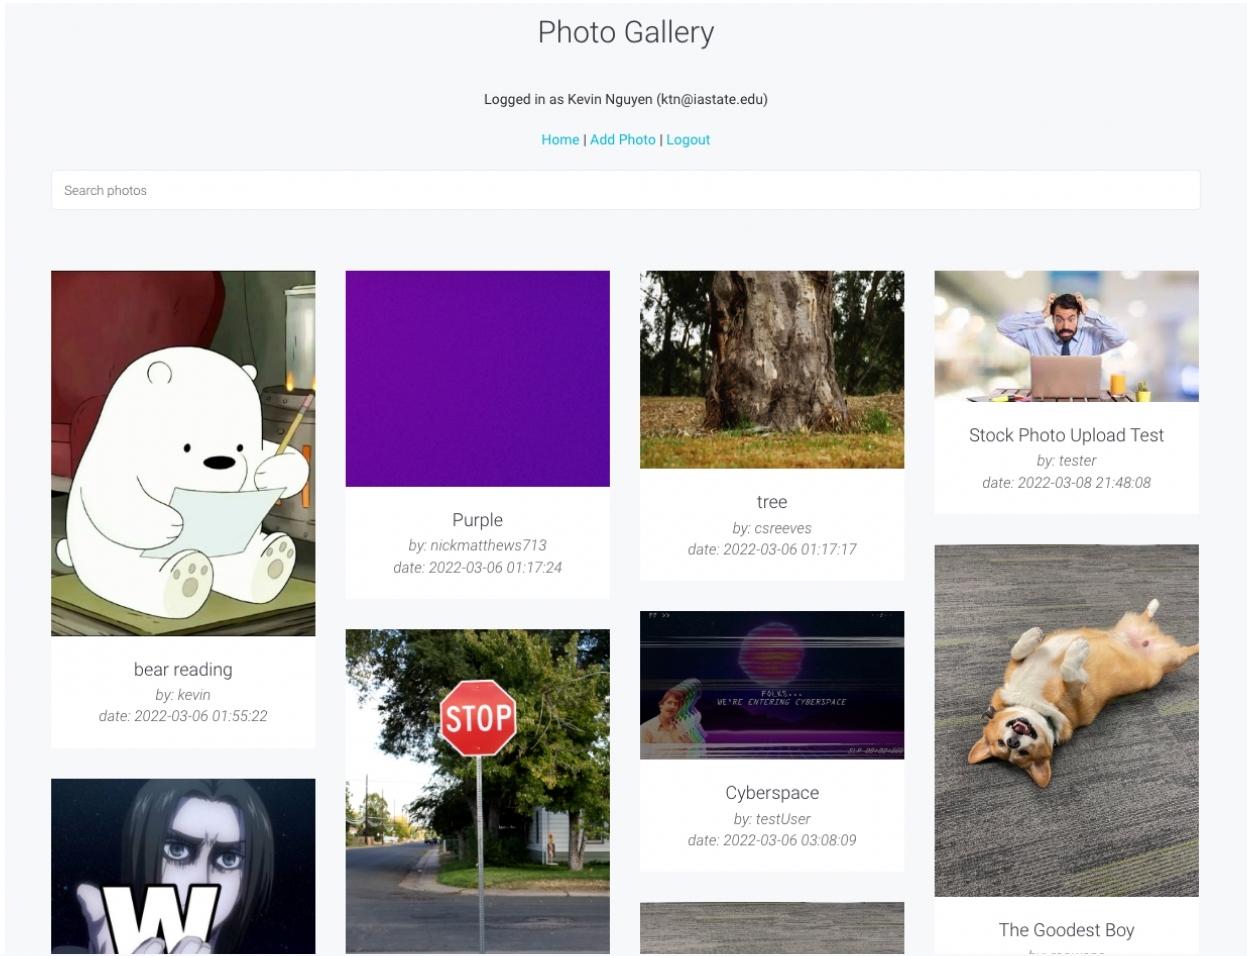 Photo Gallery
Logged in as Kevin Nguyen (ktn@iastate.edu)
Home | Add Photo | Logout
Search photos
bear reading
by: kevin
date: 2022-03-06 01:55:22
W
Purple
by: nickmatthews713
date: 2022-03-06 01:17:24
STOP
tree
by: csreeves
date: 2022-03-06 01:17:17
FOLKS...
WE'RE ENTERING CYBERSPACE
Cyberspace
by: testUser
date: 2022-03-06 03:08:09
Stock Photo Upload Test
by: tester
date: 2022-03-08 21:48:08
The Goodest Boy